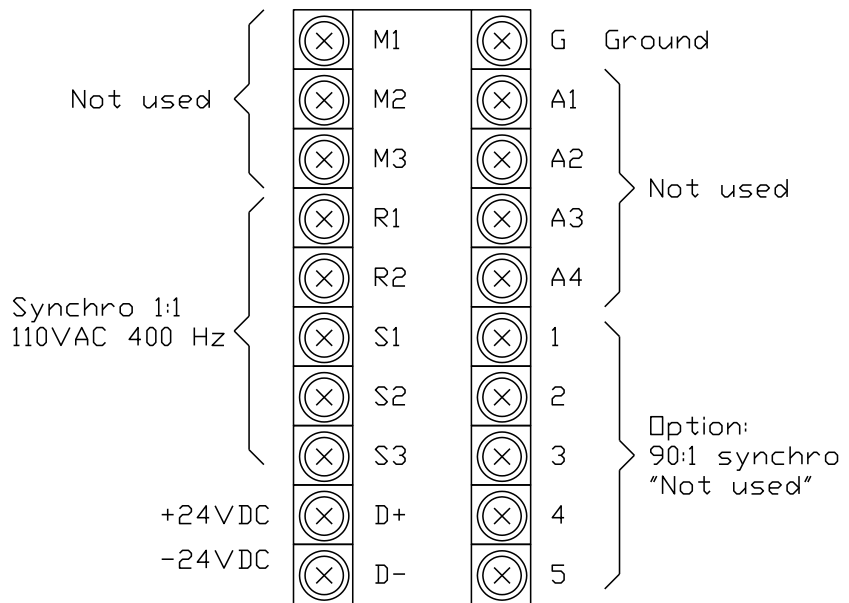 M1 G Ground
Not used M2 A1
M3 A2
Not used
R1 A3
R2 A4
Synchro 1:1
110VAC 400 Hz
S1 1
S2 2
Option:
90:1 synchro
"Not used"
S3 3
+24VDC D+ 4
-24VDC D- 5